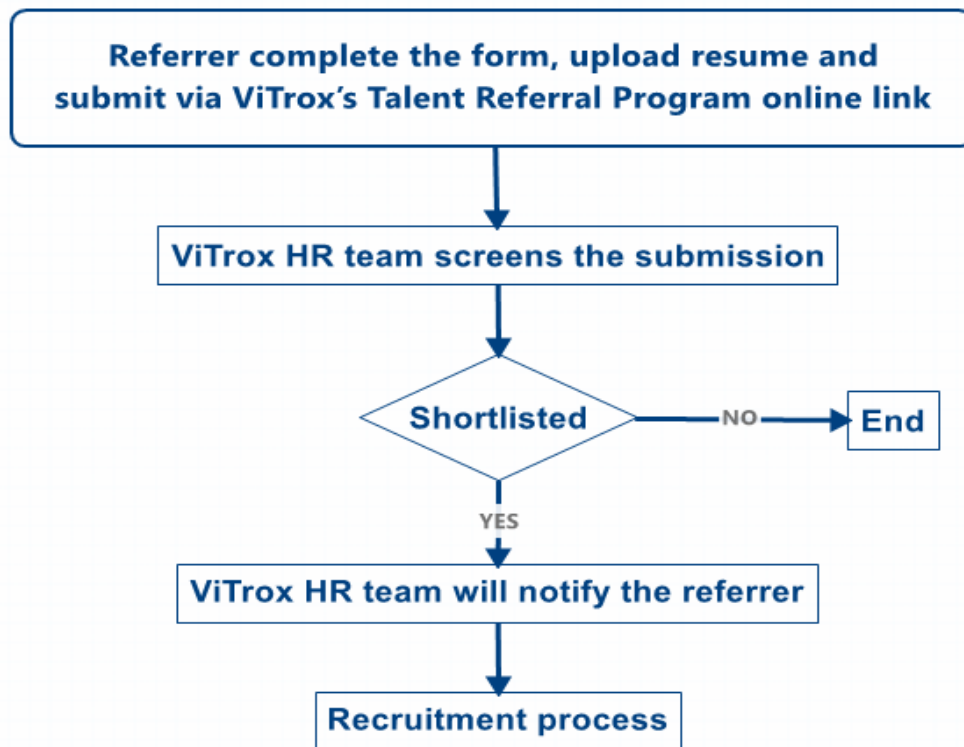 Referrer complete the form, upload resume and
submit via ViTrox's Talent Referral Program online link
ViTrox HR team screens the submission
Shortlisted
NO
End
YES
ViTrox HR team will notify the referrer
Recruitment process